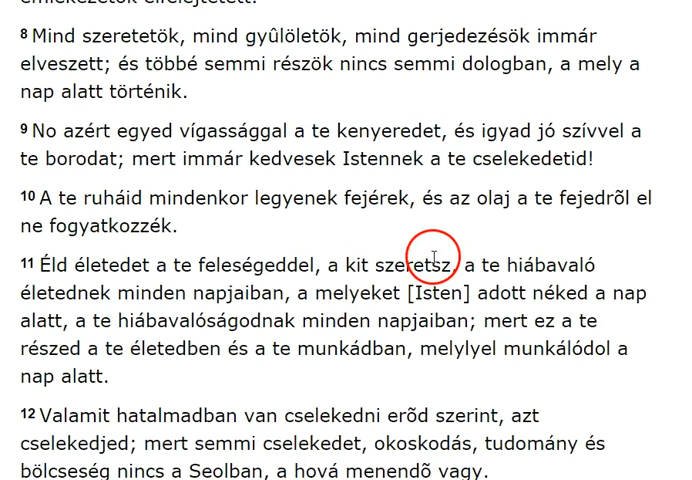 emlékezetök elfelejtetett.
8 Mind szeretetök, mind gyûlöletök, mind gerjedezésök immár
elveszett; és többé semmi részök nincs semmi dologban, a mely a
nap alatt történik.
9 No azért egyed vígassággal a te kenyeredet, és igyad jó szívvel a
te borodat; mert immár kedvesek Istennek a te cselekedetid!
10 A te ruháid mindenkor legyenek fejérek, és az olaj a te fejedrõl el
ne fogyatkozzék.
11 Éld életedet a te feleségeddel, a kit szeretsz, a te hiábavaló
életednek minden napjaiban, a melyeket [Isten] adott néked a nap
alatt, a te hiábavalóságodnak minden napjaiban; mert ez a te
részed a te életedben és a te munkádban, melylyel munkálódol a
nap alatt.
12 Valamit hatalmadban van cselekedni erõd szerint, azt
cselekedjed; mert semmi cselekedet, okoskodás, tudomány és
bölcseség nincs a Seolban, a hová menendõ vagy.